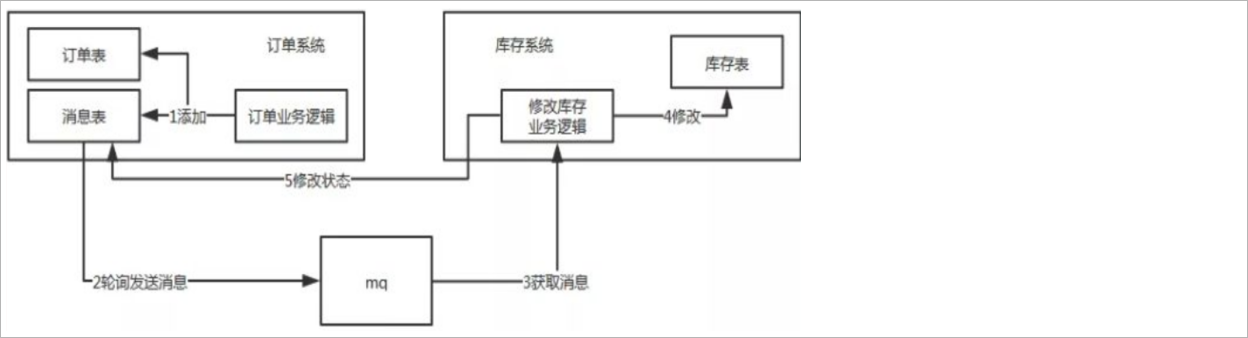 订单系统
订单表
消息表
1添加
订单业务逻辑
库存系统
库存表
修改库存
业务逻辑
4修改
5修改状态
2轮询发送消息
mq
3获取消息